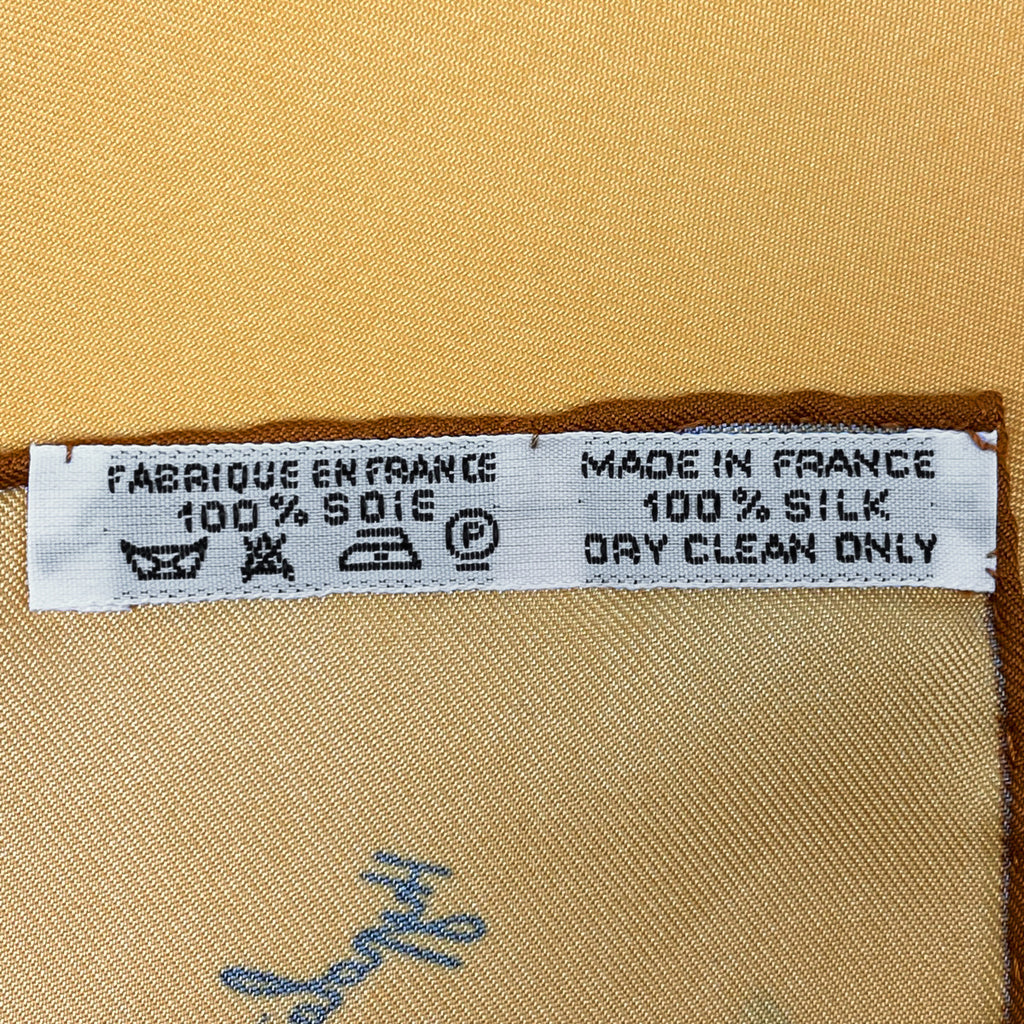 FABRIQUE EN FRANCE
100% SOIE
P
MADE IN FRANCE
100% SILK
DRY CLEAN ONLY